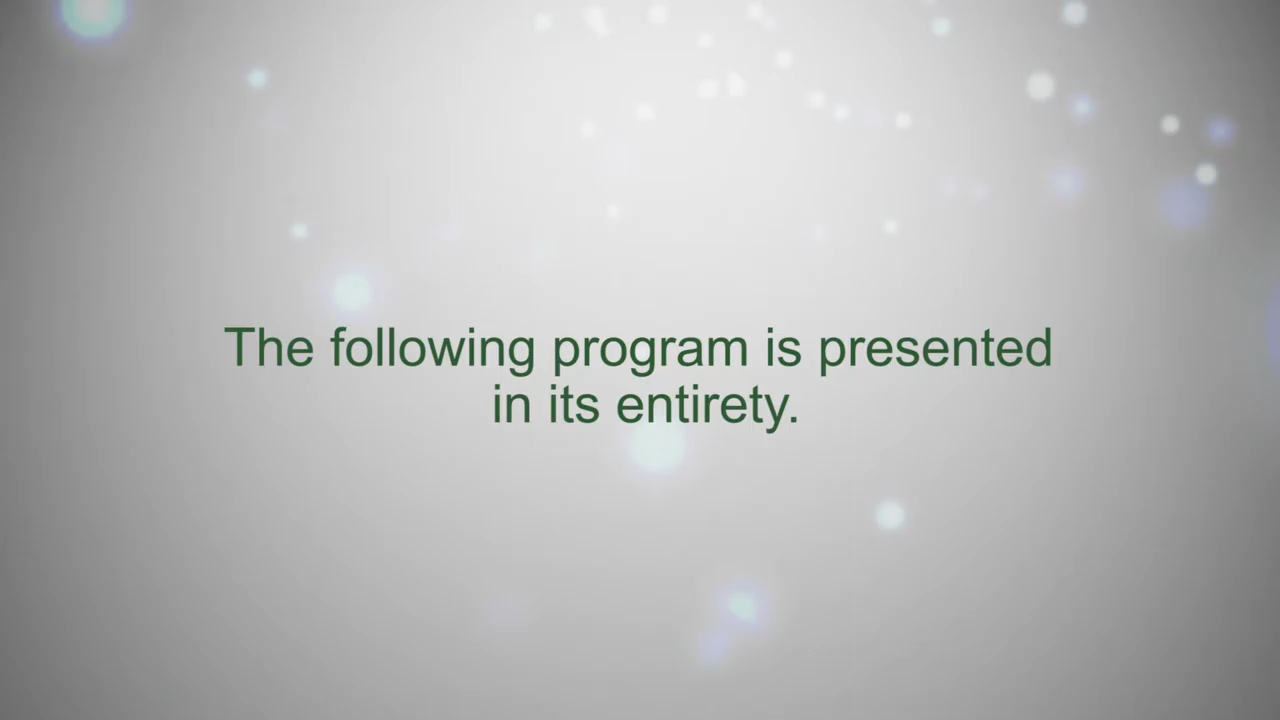 The following program is presented
in its entirety.